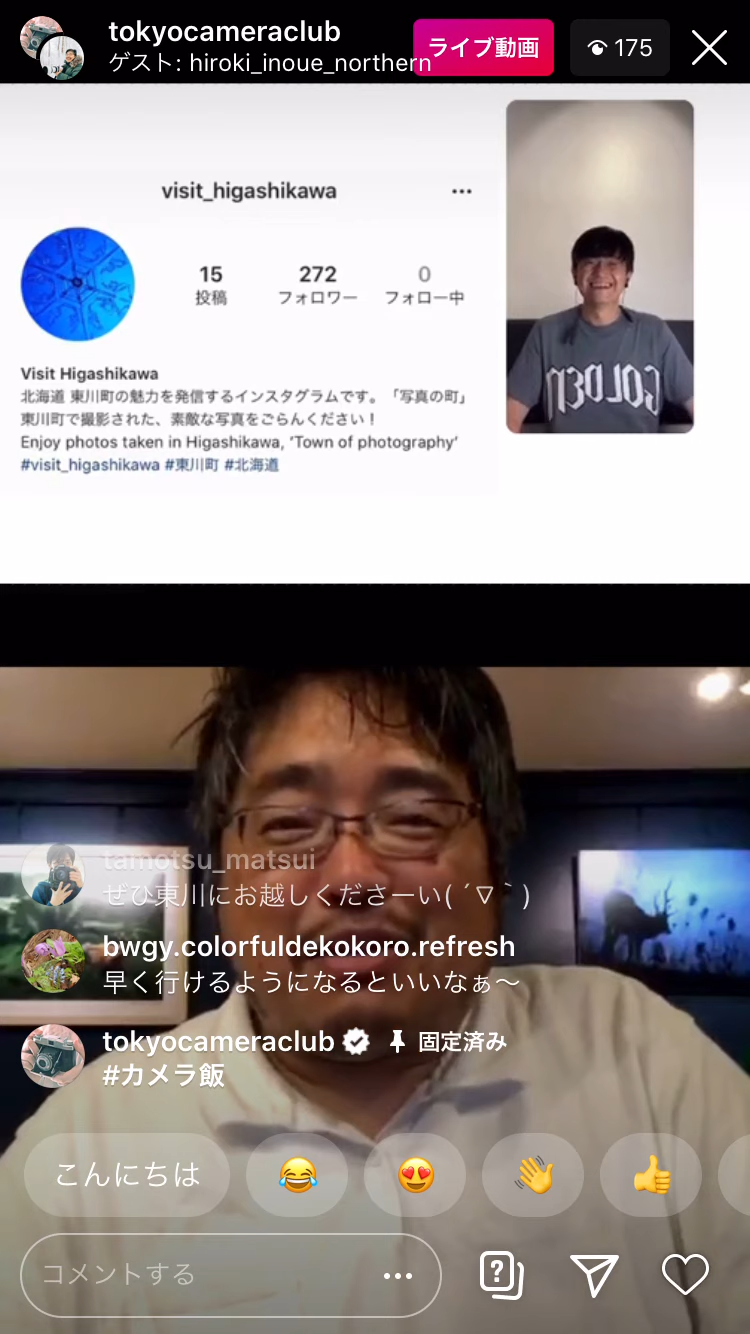 tokyocameraclub
ゲスト: hiroki_inoue_northern
ライブ動画
175
visit_higashikawa
15
272
0
投稿
フォロワー
フォロー中
Visit Higashikawa
北海道 東川町の魅力を発信するインスタグラムです。「写真の町」
東川町で撮影された、素敵な写真をごらんください！
Enjoy photos taken in Higashikawa, 'Town of photography'
#visit_higashikawa #東川町 #北海道
GOLDEN
tamotsu_matsui
ぜひ東川にお越しくださーい( ´ ∇ ` )
bwgy.colorfuldekokoro.refresh
早く行けるようになるといいなぁ〜
tokyocameraclub 固定済み
#カメラ飯
こんにちは 😂 😍 👋 👍
コメントする